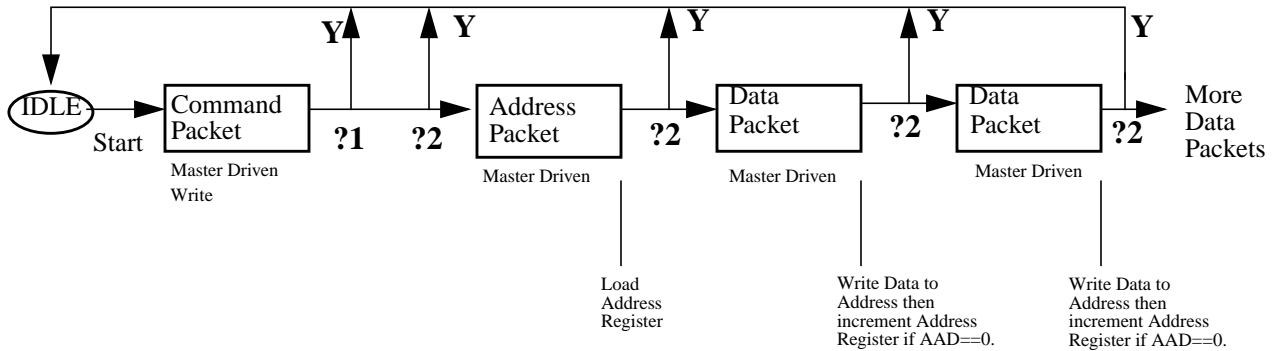 Y
Y
Y
Y
Y
IDLE
Start
Command
Packet
?1
?2
Address
Packet
?2
Data
Packet
?2
Data
Packet
?2
More
Data
Packets
Master Driven
Write
Master Driven
Master Driven
Master Driven
Load
Address
Register
Write Data to
Address then
increment Address
Register if AAD==0.
Write Data to
Address then
increment Address
Register if AAD==0.